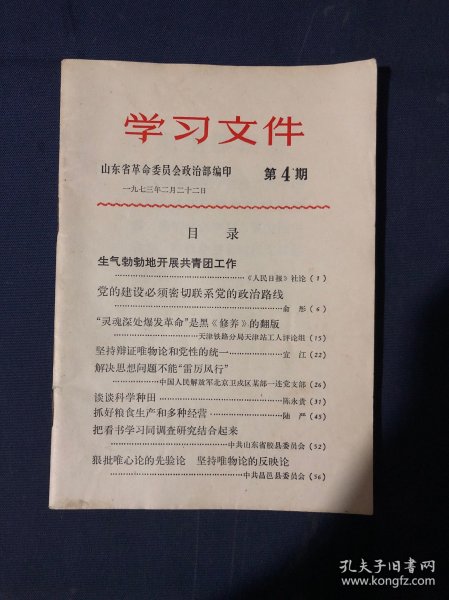 学习文件
山东省革命委员会政治部编印 第4期
一九七三年二月二十二日
目 录
生气勃勃地开展共青团工作
《人民日报》社论（1）
党的建设必须密切联系党的政治路线
俞 彤（6）
“灵魂深处爆发革命”是黑《修养》的翻版
天津铁路分局天津站工人评论组（15）
坚持辩证唯物论和党性的统一 宣 江（22）
解决思想问题不能“雷厉风行”
中国人民解放军北京卫戍区某部一连党支部（26）
谈谈科学种田 陈永贵（31）
抓好粮食生产和多种经营 陆 严（45）
把看书学习同调查研究结合起来
中共山东省胶县委员会（52）
狠批唯心论的先验论 坚持唯物论的反映论
中共昌邑县委员会（56）
孔夫子旧书网
www.kongfz.com